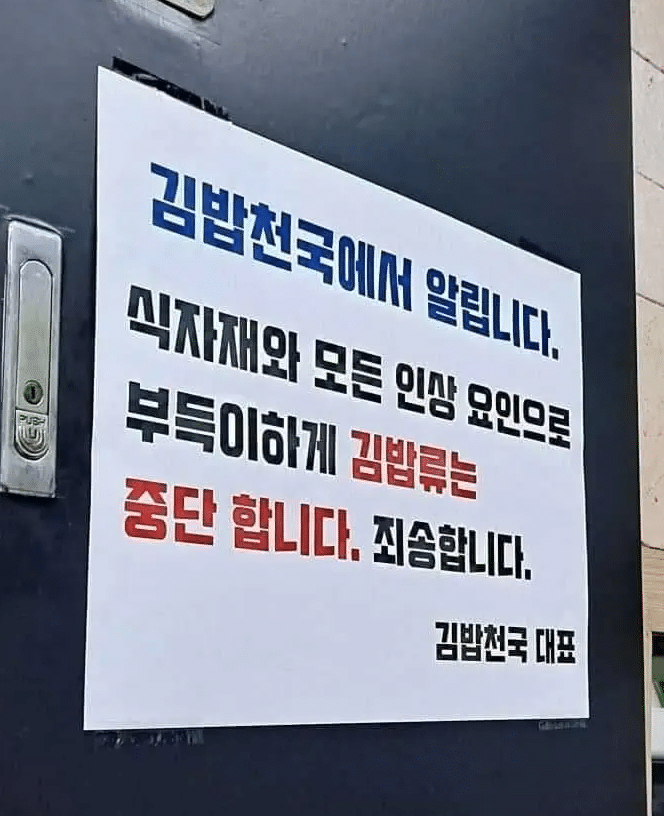 김밥천국에서 알립니다.
식자재와 모든 인상 요인으로
부득이하게 김밥류는
중단 합니다. 죄송합니다.
김밥천국 대표